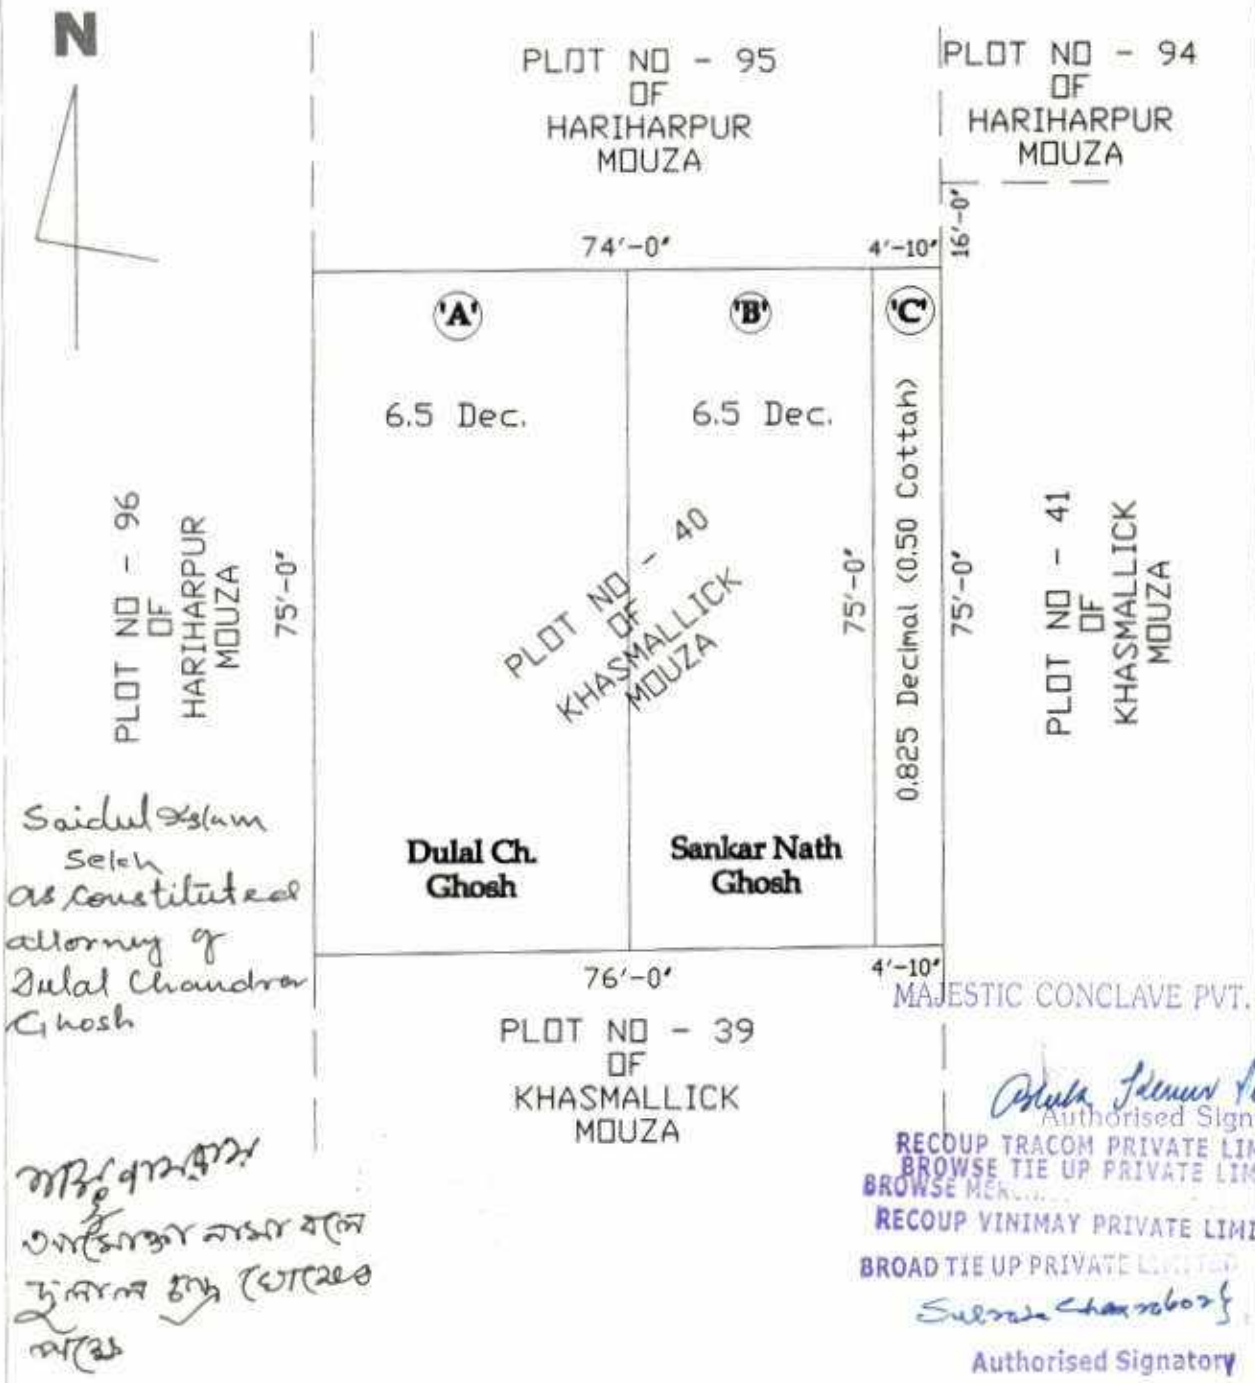 N
PLOT NO - 95
OF
HARIHARPUR
MOUZA
PLOT NO - 94
OF
HARIHARPUR
MOUZA
16'-0"
74'-0"
4'-10"
'A'
'B'
'C'
6.5 Dec.
6.5 Dec.
0.825 Decimal (0.50 Cottah)
PLOT NO - 96
OF
HARIHARPUR
MOUZA
75'-0"
PLOT NO - 40
OF
KHASMALLICK
MOUZA
75'-0"
75'-0"
PLOT NO - 41
OF
KHASMALLICK
MOUZA
Dulal Ch.
Ghosh
Sankar Nath
Ghosh
Saidul Islam
as constituted
attorney of
Dulal Chandra
Ghosh
76'-0"
4'-10"
PLOT NO - 39
OF
KHASMALLICK
MOUZA
MAJESTIC CONCLAVE PVT.
Authorised Sign
RECOUP TRACOM PRIVATE LIM
BROWSE TIE UP PRIVATE LIM
BROWSE
RECOUP VINIMAY PRIVATE LIMI
BROAD TIE UP PRIVATE LIMITED
Authorised Signatory
নামা বলে
দুলাল চন্দ্র ঘোষের
পক্ষে